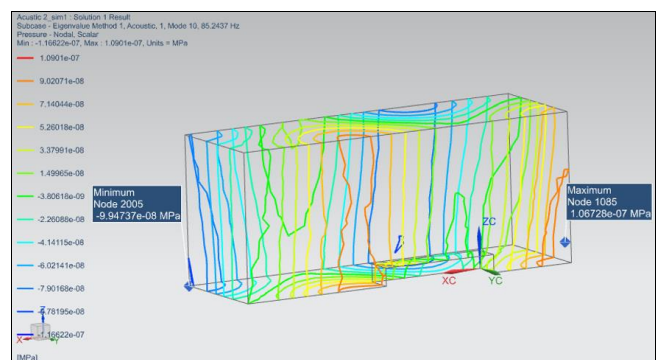 Acustic 2_sim1 : Solution 1 Result
Subcase - Eigenvalue Method 1, Acoustic, 1, Mode 10, 85.2437 Hz
Pressure - Nodal, Scalar
Min : -1.16622e-07, Max : 1.0901e-07, Units = MPa
1.0901e-07
9.02071e-08
7.14044e-08
5.26018e-08
3.37991e-08
1.49965e-08
-3.80618e-09
-2.26088e-08
-4.14115e-08
-6.02141e-08
-7.90168e-08
-9.78195e-08
-1.16622e-07
[MPa]
Minimum
Node 2005
-9.94737e-08 MPa
Maximum
Node 1085
1.06728e-07 MPa
ZC
XC
YC
Z
X
Y